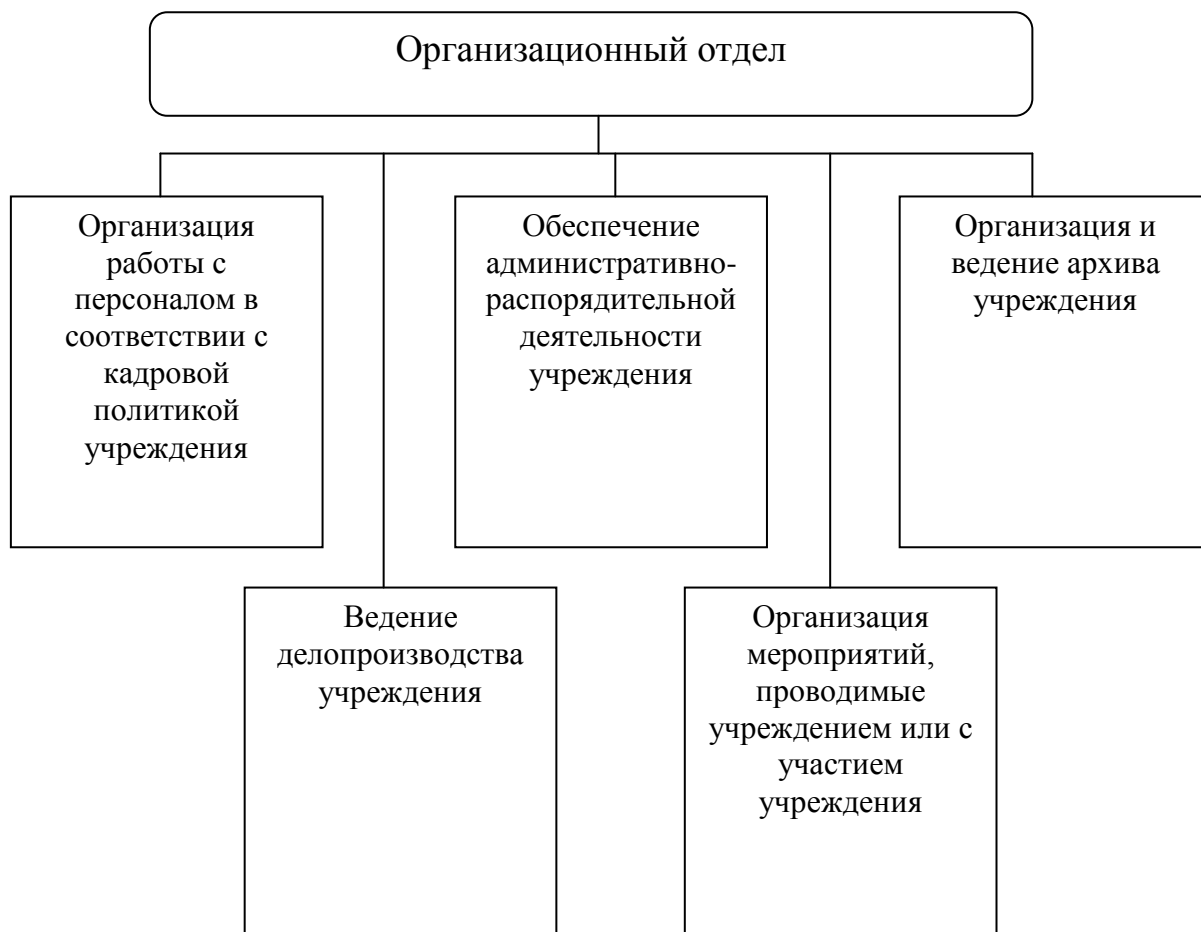 Организационный отдел
Организация
работы с
персоналом в
соответствии с
кадровой
политикой
учреждения
Обеспечение
административно-
распорядительной
деятельности
учреждения
Организация и
ведение архива
учреждения
Ведение
делопроизводства
учреждения
Организация
мероприятий,
проводимые
учреждением или с
участием
учреждения